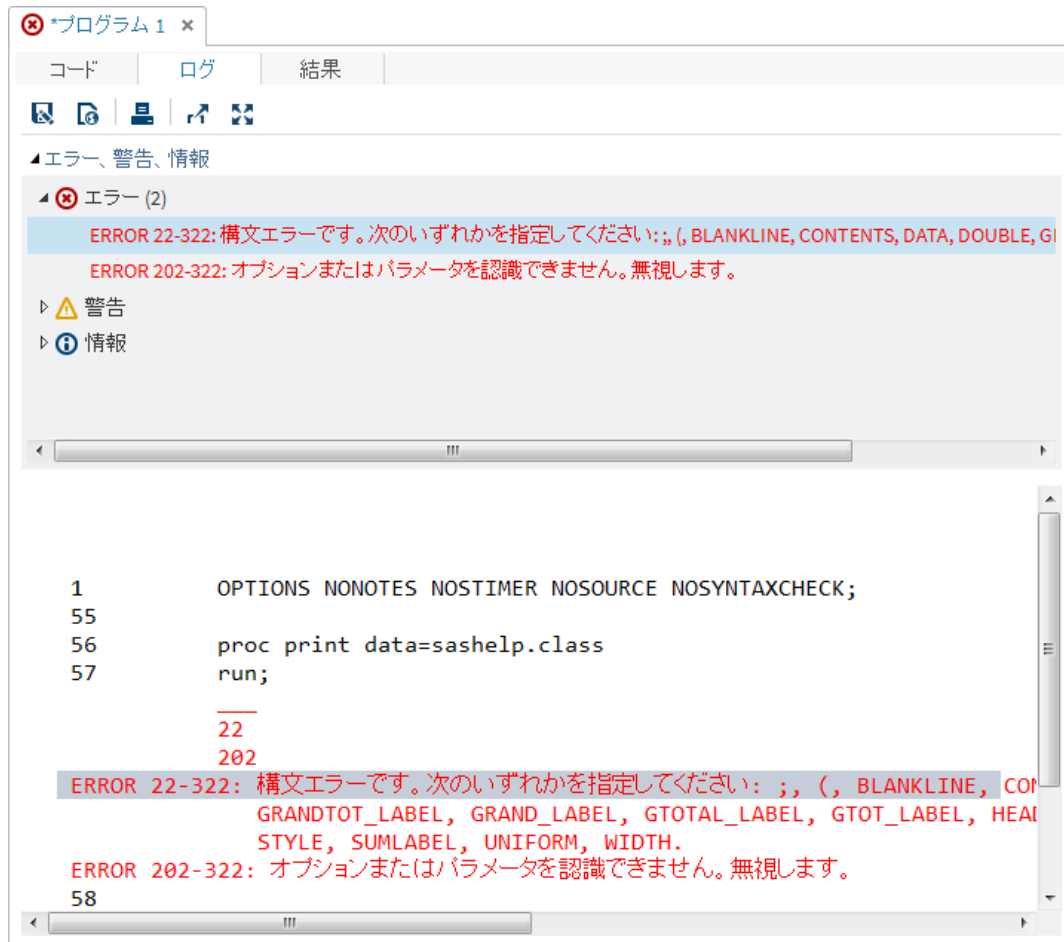 *プログラム 1 ×
コード ログ 結果
エラー、警告、情報
エラー (2)
ERROR 22-322: 構文エラーです。次のいずれかを指定してください: ;, (, BLANKLINE, CONTENTS, DATA, DOUBLE,
ERROR 202-322: オプションまたはパラメータを認識できません。無視します。
警告
情報
1 OPTIONS NONOTES NOSTIMER NOSOURCE NOSYNTAXCHECK;
55
56 proc print data=sashelp.class
57 run;
___
22
202
ERROR 22-322: 構文エラーです。次のいずれかを指定してください: ;, (, BLANKLINE,
GRANDTOT_LABEL, GRAND_LABEL, GTOTAL_LABEL, GTOT_LABEL,
STYLE, SUMLABEL, UNIFORM, WIDTH.
ERROR 202-322: オプションまたはパラメータを認識できません。無視します。
58